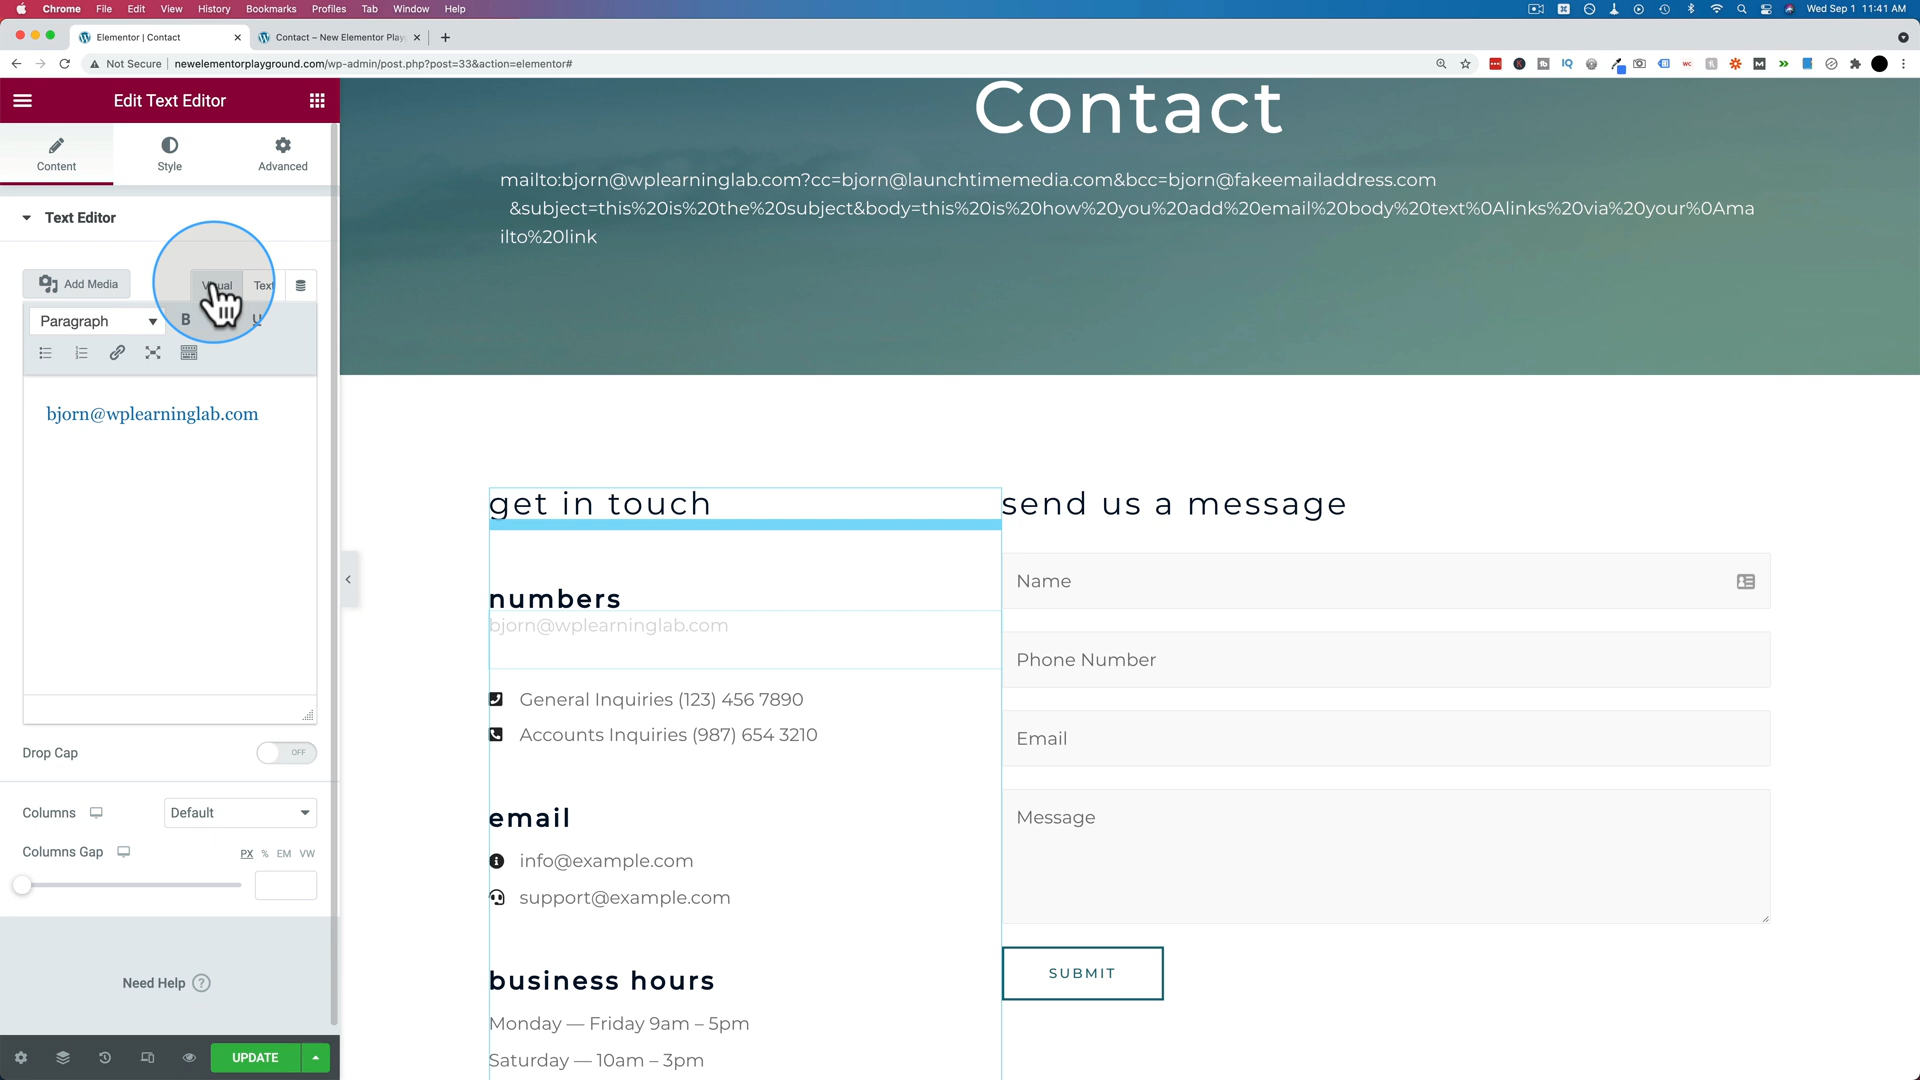 Chrome File Edit View History Bookmarks Profiles Tab Window Help
Wed Sep 1 11:41 AM
Elementor | Contact
Contact – New Elementor Play
Not Secure | newelementorplayground.com/wp-admin/post.php?post=33&action=elementor#
Edit Text Editor
Content
Style
Advanced
Text Editor
Add Media
Visual
Text
Paragraph
B
U
bjorn@wplearninglab.com
Drop Cap
OFF
Columns
Default
Columns Gap
PX % EM VW
Need Help
UPDATE
Contact
mailto:bjorn@wplearninglab.com?cc=bjorn@launchtimemedia.com&bcc=bjorn@fakeemailaddress.com
&subject=this%20is%20the%20subject&body=this%20is%20how%20you%20add%20email%20body%20text%0Alinks%20via%20your%0Ama
ilto%20link
get in touch
numbers
bjorn@wplearninglab.com
General Inquiries (123) 456 7890
Accounts Inquiries (987) 654 3210
email
info@example.com
support@example.com
business hours
Monday — Friday 9am – 5pm
Saturday — 10am – 3pm
send us a message
Name
Phone Number
Email
Message
SUBMIT